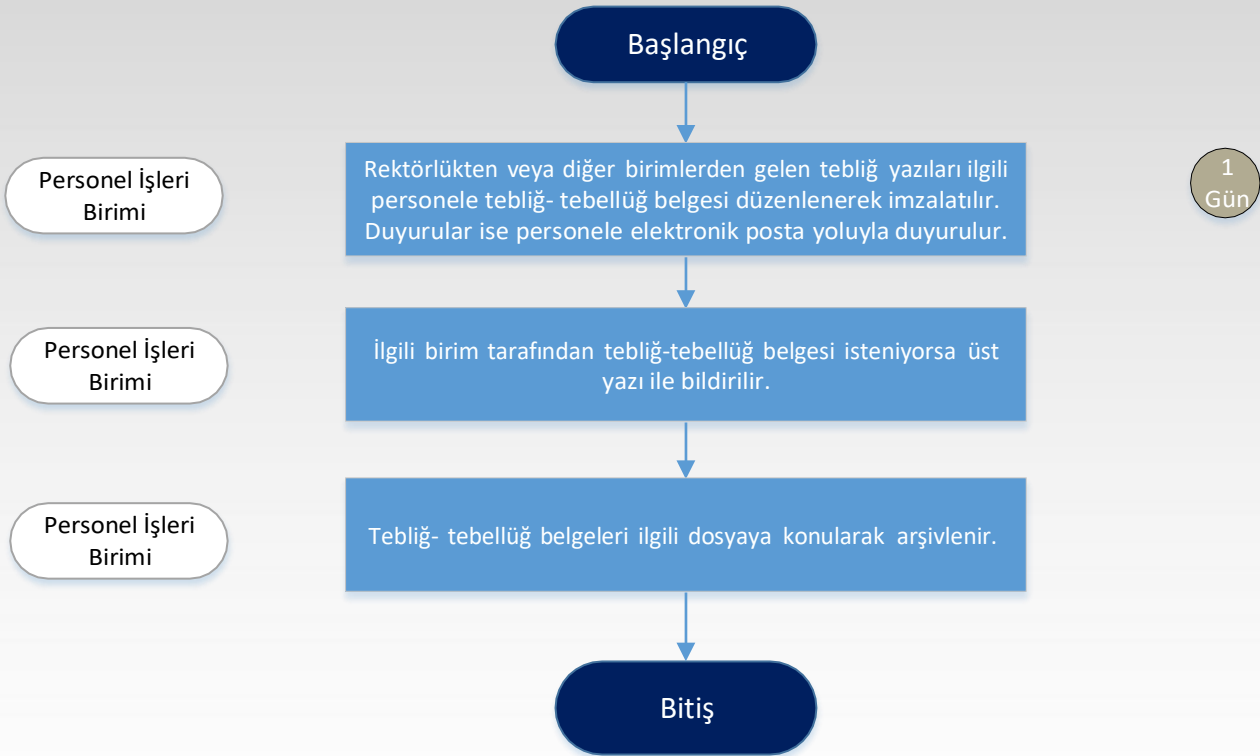 Başlangıç
Personel İşleri
Birimi
Rektörlükten veya diğer birimlerden gelen tebliğ yazıları ilgili
personele tebliğ- tebellüğ belgesi düzenlenerek imzalatılır.
Duyurular ise personele elektronik posta yoluyla duyurulur.
1
Gün
Personel İşleri
Birimi
İlgili birim tarafından tebliğ-tebellüğ belgesi isteniyorsa üst
yazı ile bildirilir.
Personel İşleri
Birimi
Tebliğ- tebellüğ belgeleri ilgili dosyaya konularak arşivlenir.
Bitiş